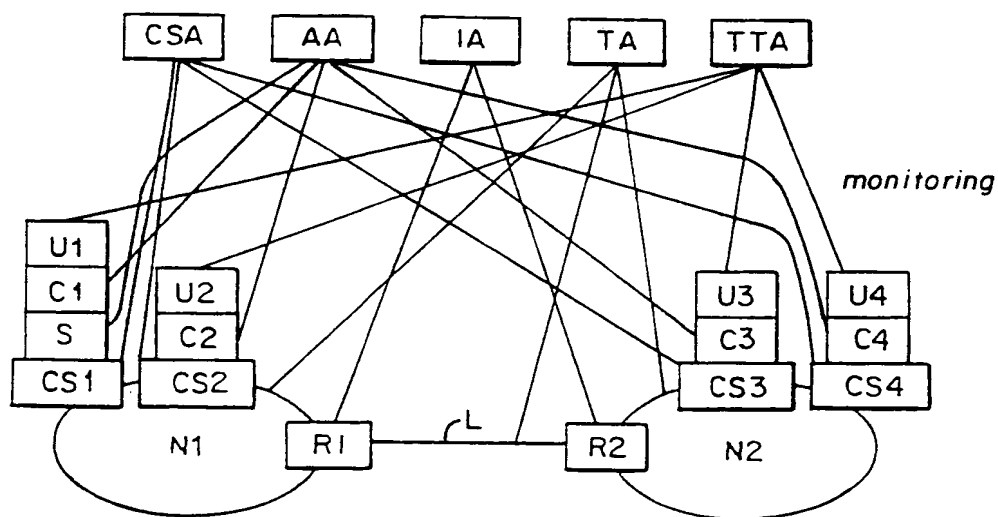 CSA AA IA TA TTA
monitoring
U1
C1
S
CS1
U2
C2
CS2
U3
C3
CS3
U4
C4
CS4
N1
R1
L
R2
N2